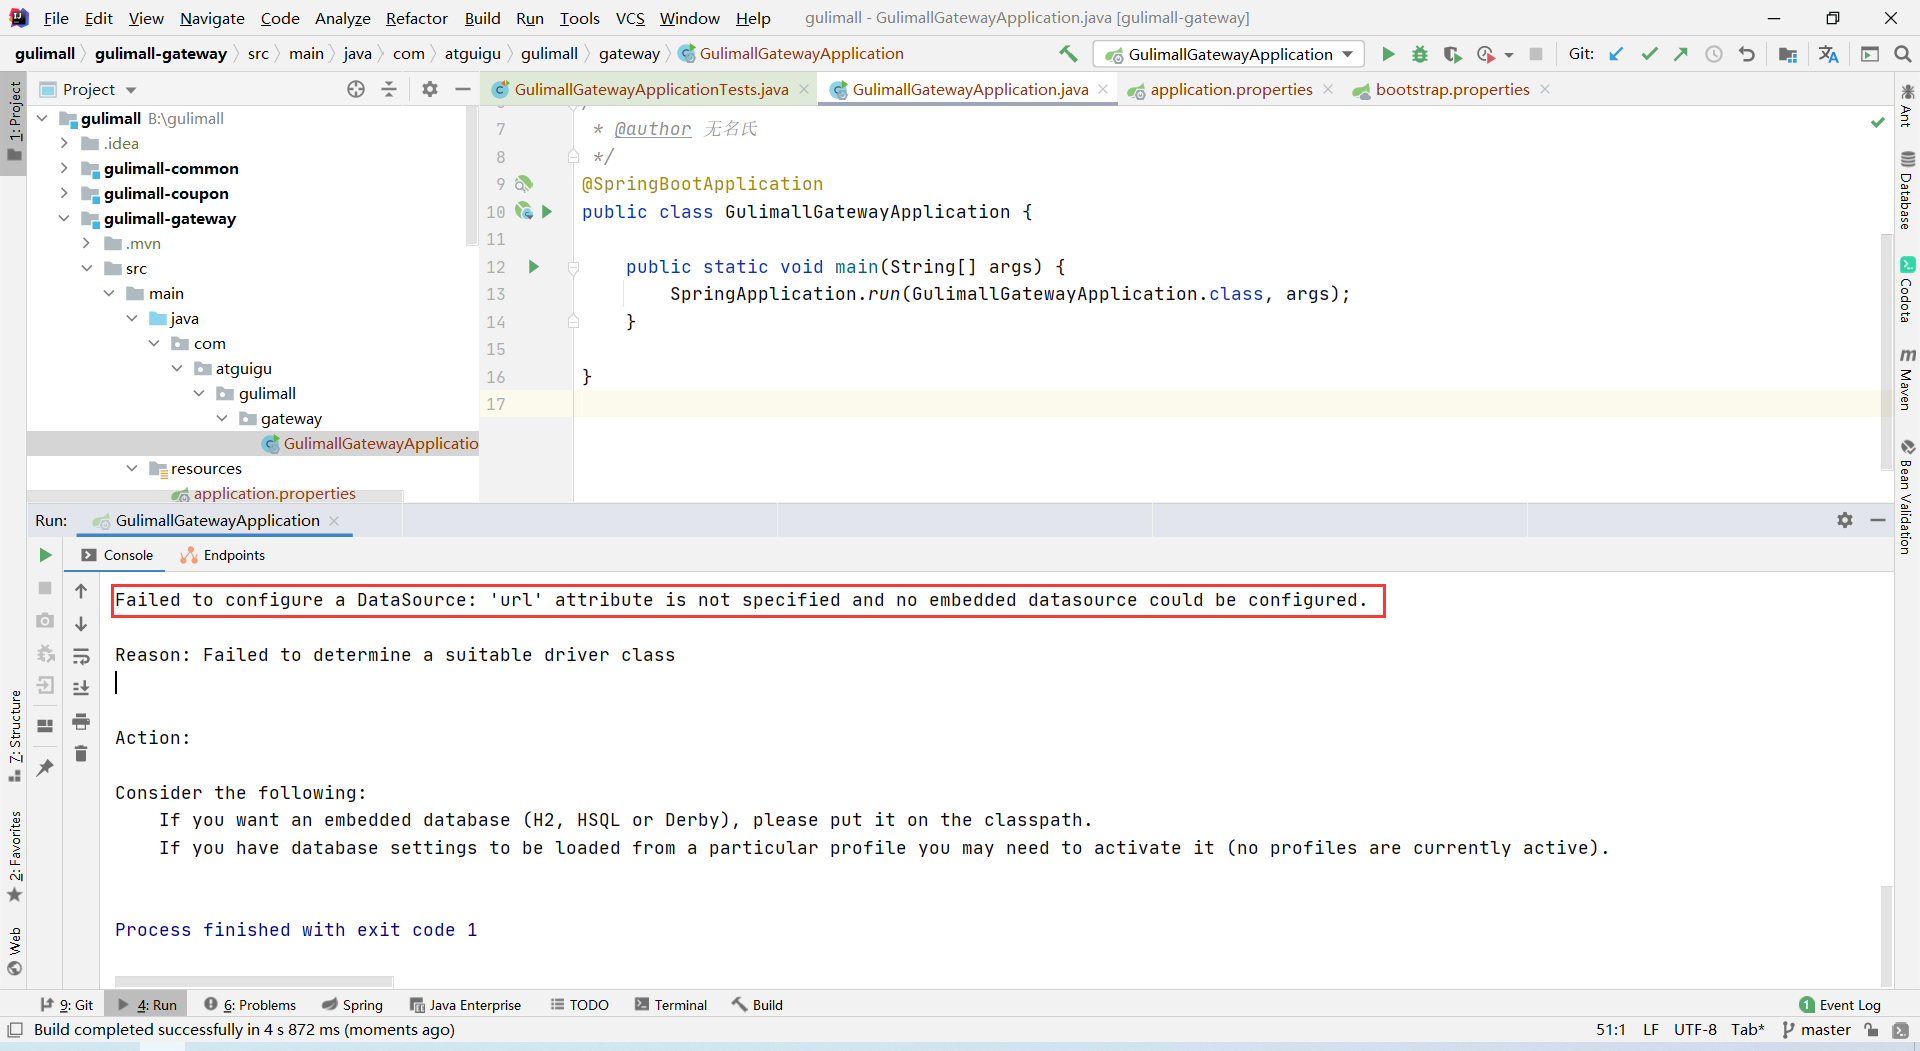 File Edit View Navigate Code Analyze Refactor Build Run Tools VCS Window Help gulimall - GulimallGatewayApplication.java [gulimall-gateway]
gulimall gulimall-gateway src main java com atguigu gulimall gateway GulimallGatewayApplication GulimallGatewayApplication Git:
Project GulimallGatewayApplicationTests.java GulimallGatewayApplication.java application.properties bootstrap.properties
1: Project
gulimall B:\gulimall
.idea
gulimall-common
gulimall-coupon
gulimall-gateway
.mvn
src
main
java
com
atguigu
gulimall
gateway
GulimallGatewayApplicatio
resources
application.properties
7 * @author 无名氏
8 */
9 @SpringBootApplication
10 public class GulimallGatewayApplication {
11
12 public static void main(String[] args) {
13 SpringApplication.run(GulimallGatewayApplication.class, args);
14 }
15
16 }
17
Ant
Database
Codota
Maven
Bean Validation
Run: GulimallGatewayApplication
Console Endpoints
Failed to configure a DataSource: 'url' attribute is not specified and no embedded datasource could be configured.
Reason: Failed to determine a suitable driver class
Action:
Consider the following:
If you want an embedded database (H2, HSQL or Derby), please put it on the classpath.
If you have database settings to be loaded from a particular profile you may need to activate it (no profiles are currently active).
Process finished with exit code 1
7: Structure
2: Favorites
Web
9: Git 4: Run 6: Problems Spring Java Enterprise TODO Terminal Build 1 Event Log
Build completed successfully in 4 s 872 ms (moments ago) 51:1 LF UTF-8 Tab* master